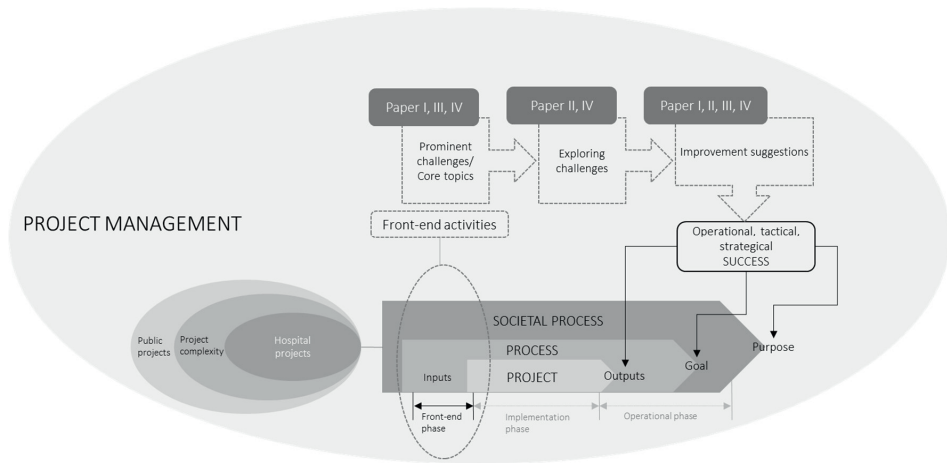 Paper I, III, IV
Paper II, IV
Paper I, II, III, IV
Prominent
challenges/
Core topics
Exploring
challenges
Improvement suggestions
PROJECT MANAGEMENT
Front-end activities
Operational, tactical,
strategical
SUCCESS
Public
projects
Project
complexity
Hospital
projects
SOCIETAL PROCESS
PROCESS
PROJECT
Inputs
Outputs
Goal
Purpose
Front-end
phase
Implementation
phase
Operational phase